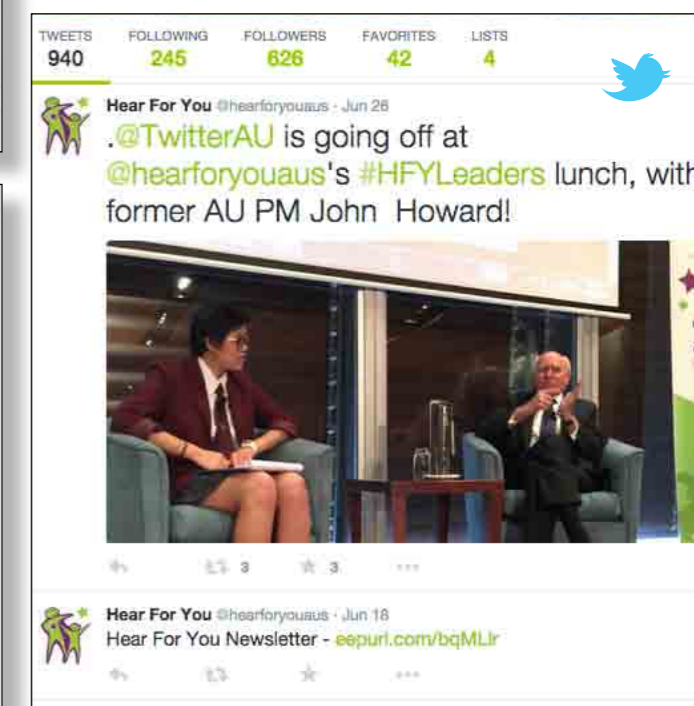 TWEETS FOLLOWING FOLLOWERS FAVORITES LISTS
940 245 626 42 4
Hear For You @hearforyouaus · Jun 26
.@TwitterAU is going off at
@hearforyouaus's #HFYLeaders lunch, with
former AU PM John Howard!
3 3
Hear For You @hearforyouaus · Jun 18
Hear For You Newsletter - eepurl.com/bqMLIr